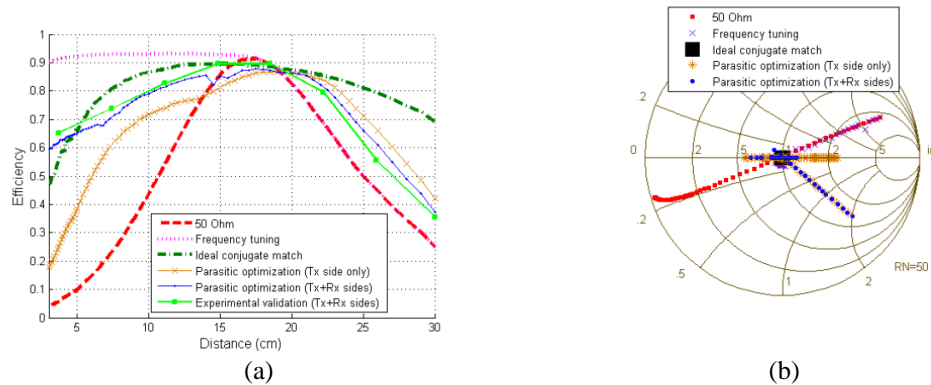 1
0.9
0.8
0.7
0.6
0.5
0.4
0.3
0.2
0.1
0
Efficiency
50 Ohm
Frequency tuning
Ideal conjugate match
Parasitic optimization (Tx side only)
Parasitic optimization (Tx+Rx sides)
Experimental validation (Tx+Rx sides)
5 10 15 20 25 30
Distance (cm)
(a)
50 Ohm
Frequency tuning
Ideal conjugate match
Parasitic optimization (Tx side only)
Parasitic optimization (Tx+Rx sides)
.2
0 .2 .5 1 2 5
.2
.5 1 2
RN=50
(b)